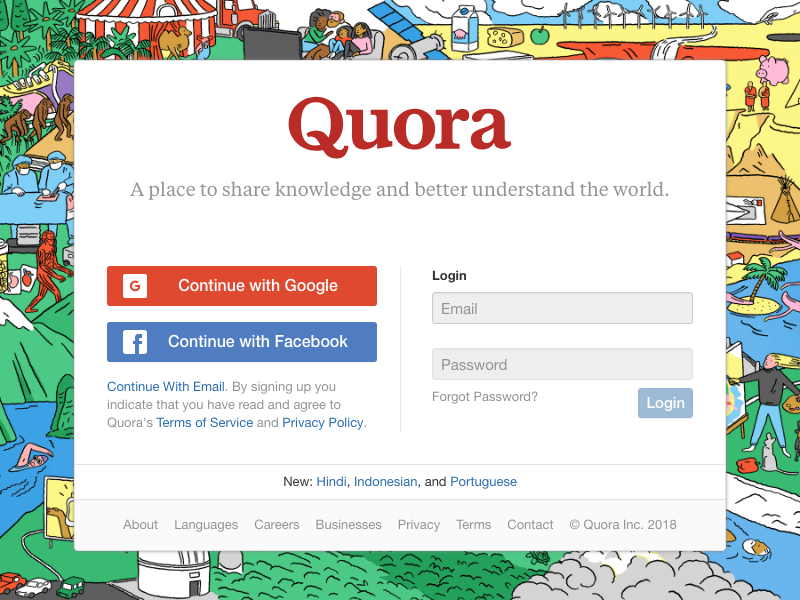 Quora
A place to share knowledge and better understand the world.
G Continue with Google
f Continue with Facebook
Continue With Email. By signing up you
indicate that you have read and agree to
Quora's Terms of Service and Privacy Policy.
Login
Email
Password
Forgot Password?
Login
New: Hindi, Indonesian, and Portuguese
About Languages Careers Businesses Privacy Terms Contact © Quora Inc. 2018